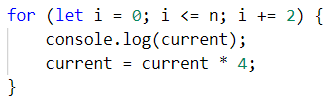 for (let i = 0; i <= n; i += 2) {
    console.log(current);
    current = current * 4;
}